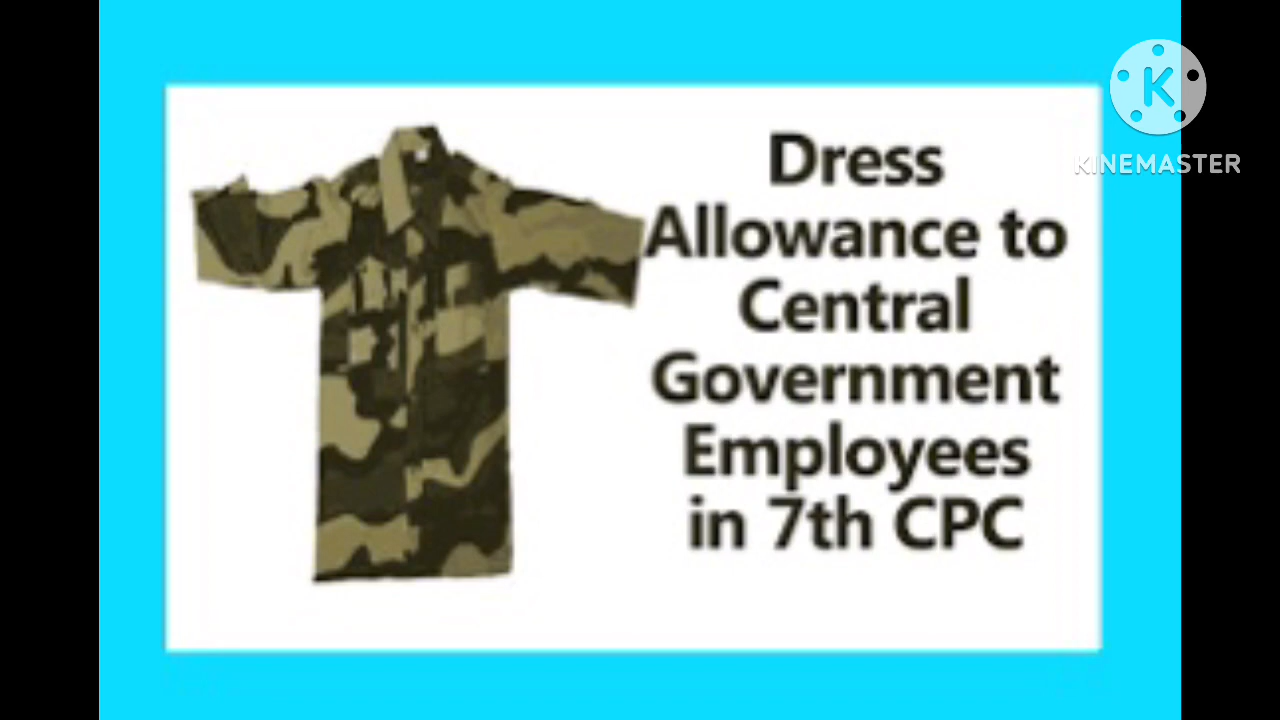 Dress
Allowance to
Central
Government
Employees
in 7th CPC
K
KINEMASTER